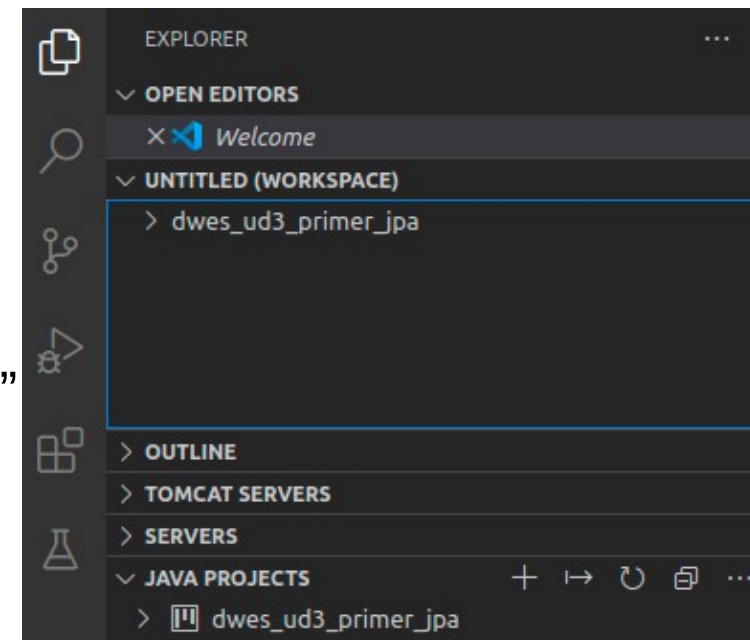 EXPLORER
OPEN EDITORS
Welcome
UNTITLED (WORKSPACE)
dwes_ud3_primer_jpa
”
OUTLINE
TOMCAT SERVERS
SERVERS
JAVA PROJECTS
dwes_ud3_primer_jpa